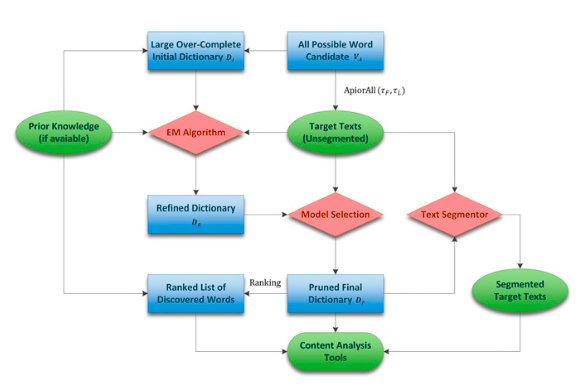 Large Over-Complete
Initial Dictionary D_I
All Possible Word
Candidate V_A
ApiorAll (τ_F, τ_L)
Prior Knowledge
(if avaiable)
EM Algorithm
Target Texts
(Unsegmented)
Refined Dictionary
D_R
Model Selection
Text Segmentor
Ranked List of
Discovered Words
Ranking
Pruned Final
Dictionary D_F
Segmented
Target Texts
Content Analysis
Tools